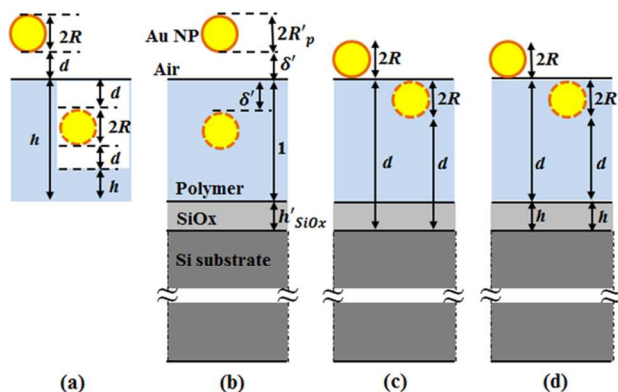 2R
d
d
2R
d
h
h
(a)
Au NP
2R'p
δ'
Air
δ'
1
Polymer
SiOx
h'SiOx
Si substrate
(b)
2R
2R
d
d
(c)
2R
2R
d
d
h
h
(d)